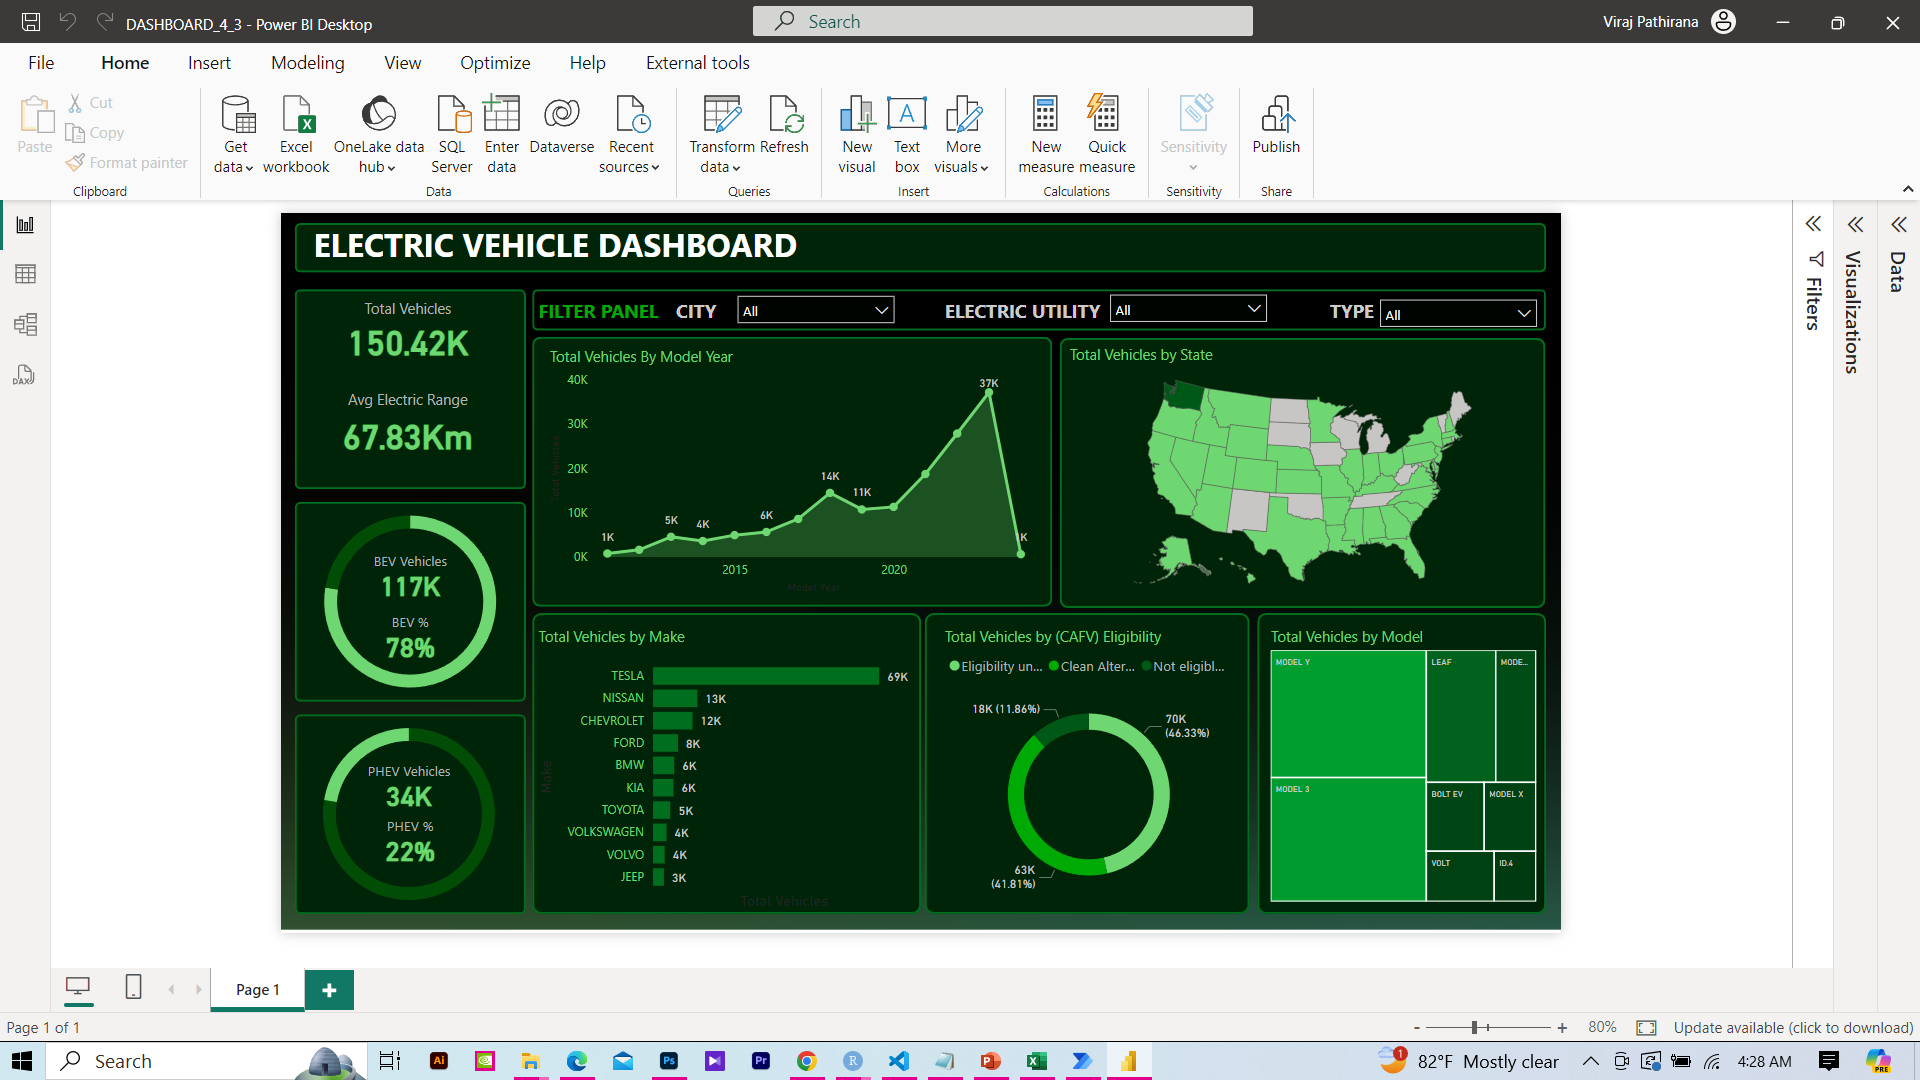 DASHBOARD_4_3 - Power BI Desktop
Search
Viraj Pathirana
File
Home
Insert
Modeling
View
Optimize
Help
External tools
Paste
Cut
Copy
Format painter
Clipboard
Get
data
Excel
workbook
OneLake data
hub
SQL
Server
Enter
data
Dataverse
Recent
sources
Data
Transform
data
Refresh
Queries
New
visual
Text
box
More
visuals
Insert
New
measure
Quick
measure
Calculations
Sensitivity
Sensitivity
Publish
Share
DAX
ELECTRIC VEHICLE DASHBOARD
Total Vehicles
150.42K
Avg Electric Range
67.83Km
FILTER PANEL
CITY
All
ELECTRIC UTILITY
All
TYPE
All
Total Vehicles By Model Year
Total Vehicles
40K
30K
20K
10K
0K
1K
5K
4K
6K
14K
11K
37K
1K
2015
2020
Model Year
Total Vehicles by State
BEV Vehicles
117K
BEV %
78%
PHEV Vehicles
34K
PHEV %
22%
Total Vehicles by Make
Make
TESLA 69K
NISSAN 13K
CHEVROLET 12K
FORD 8K
BMW 6K
KIA 6K
TOYOTA 5K
VOLKSWAGEN 4K
VOLVO 4K
JEEP 3K
Total Vehicles
Total Vehicles by (CAFV) Eligibility
Eligibility un...
Clean Alter...
Not eligibl...
18K (11.86%)
70K
(46.33%)
63K
(41.81%)
Total Vehicles by Model
MODEL Y
LEAF
MODE...
MODEL 3
BOLT EV
MODEL X
VOLT
ID.4
Filters
Visualizations
Data
Page 1
Page 1 of 1
- + 80%
Update available (click to download)
Search
Ai
Ps
Pr
R
1
82°F Mostly clear
4:28 AM
PRE